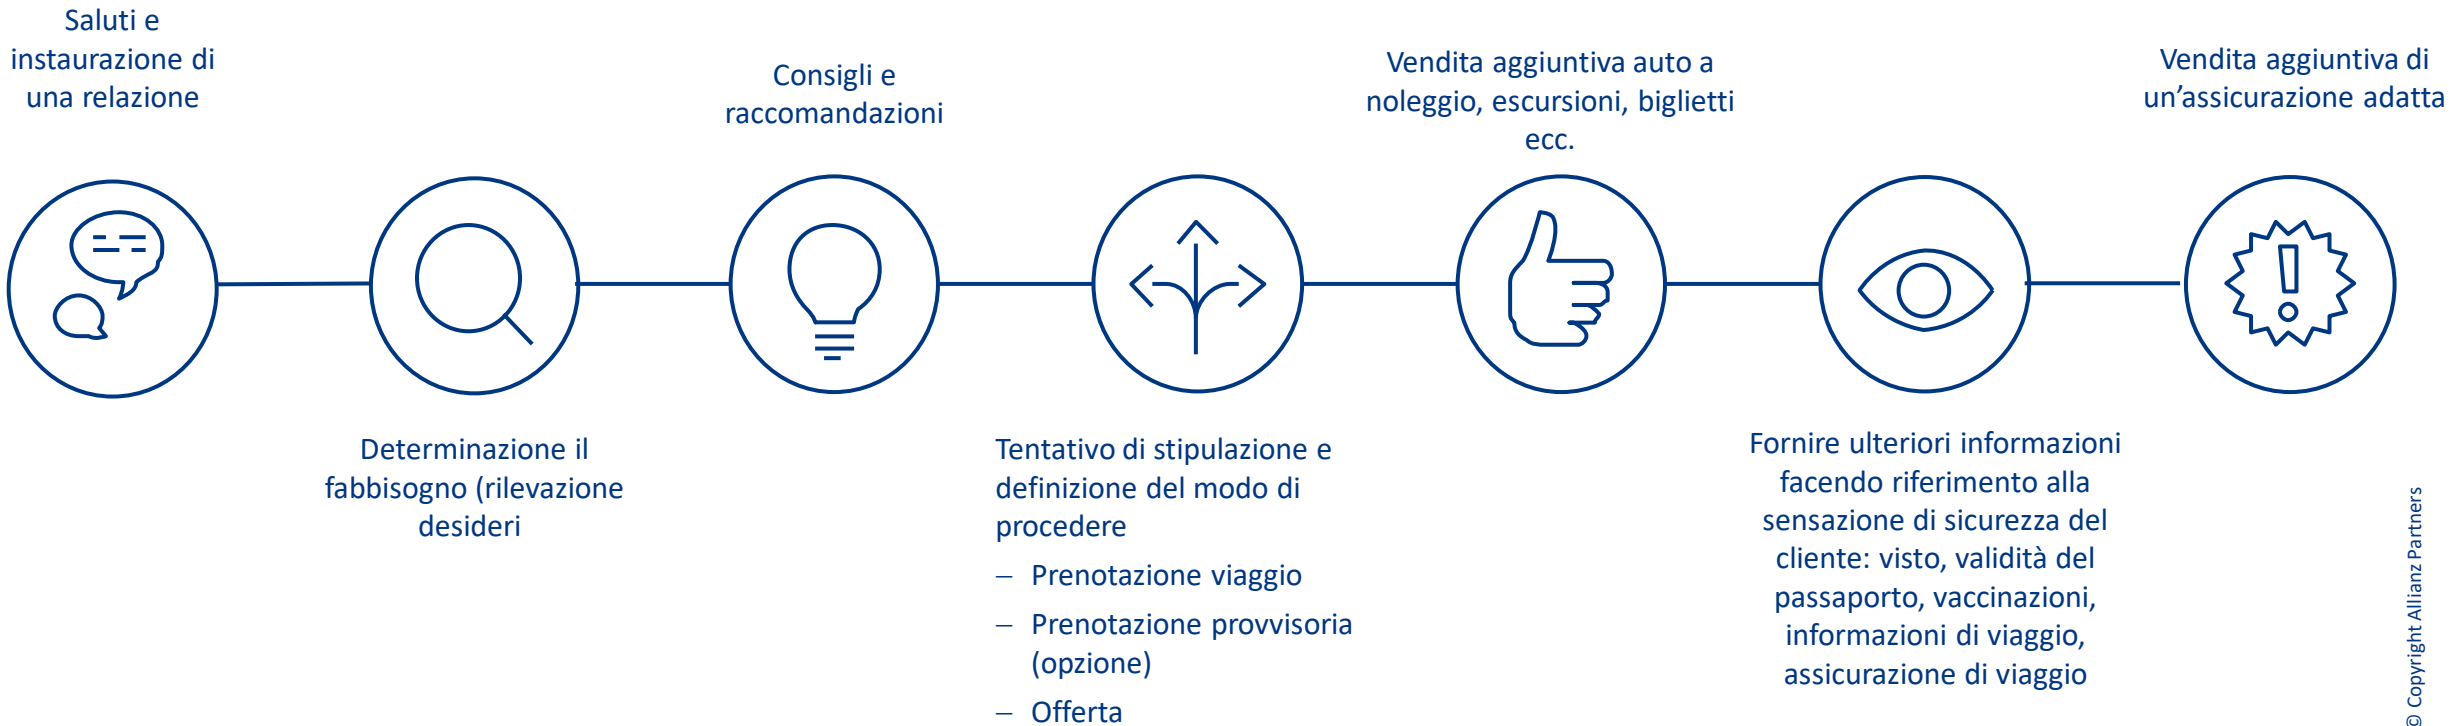 Saluti e
instaurazione di
una relazione
Determinazione il
fabbisogno (rilevazione
desideri
Consigli e
raccomandazioni
Tentativo di stipulazione e
definizione del modo di
procedere
– Prenotazione viaggio
– Prenotazione provvisoria
(opzione)
– Offerta
Vendita aggiuntiva auto a
noleggio, escursioni, biglietti
ecc.
Fornire ulteriori informazioni
facendo riferimento alla
sensazione di sicurezza del
cliente: visto, validità del
passaporto, vaccinazioni,
informazioni di viaggio,
assicurazione di viaggio
Vendita aggiuntiva di
un’assicurazione adatta
© Copyright Allianz Partners